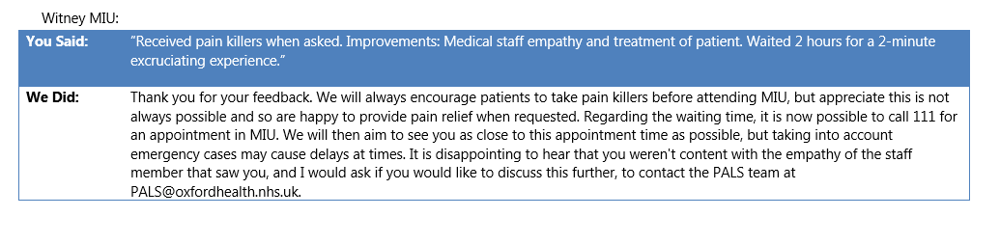 Witney MIU:
You Said: “Received pain killers when asked. Improvements: Medical staff empathy and treatment of patient. Waited 2 hours for a 2-minute
excruciating experience.”
We Did: Thank you for your feedback. We will always encourage patients to take pain killers before attending MIU, but appreciate this is not
always possible and so are happy to provide pain relief when requested. Regarding the waiting time, it is now possible to call 111 for
an appointment in MIU. We will then aim to see you as close to this appointment time as possible, but taking into account
emergency cases may cause delays at times. It is disappointing to hear that you weren't content with the empathy of the staff
member that saw you, and I would ask if you would like to discuss this further, to contact the PALS team at
PALS@oxfordhealth.nhs.uk.